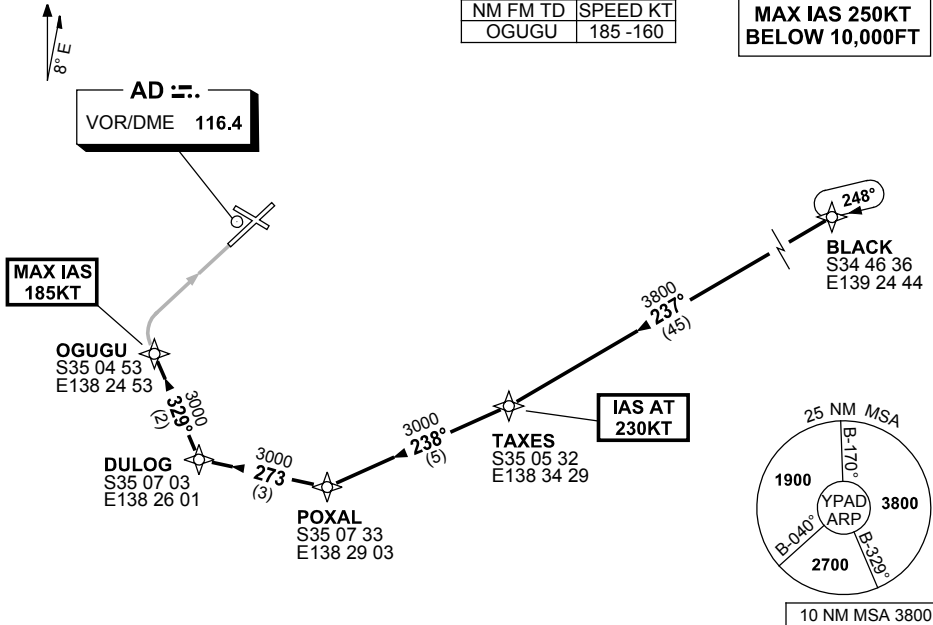 NM FM TD SPEED KT
OGUGU 185 -160
MAX IAS 250KT
BELOW 10,000FT
8° E
AD
VOR/DME 116.4
248°
BLACK
S34 46 36
E139 24 44
MAX IAS
185KT
3800
237°
(45)
OGUGU
S35 04 53
E138 24 53
3000
329°
(2)
IAS AT
230KT
TAXES
S35 05 32
E138 34 29
3000
238°
(5)
DULOG
S35 07 03
E138 26 01
3000
273
(3)
POXAL
S35 07 33
E138 29 03
25 NM MSA
B-170°
1900
3800
YPAD
ARP
B-040°
B-329°
2700
10 NM MSA 3800